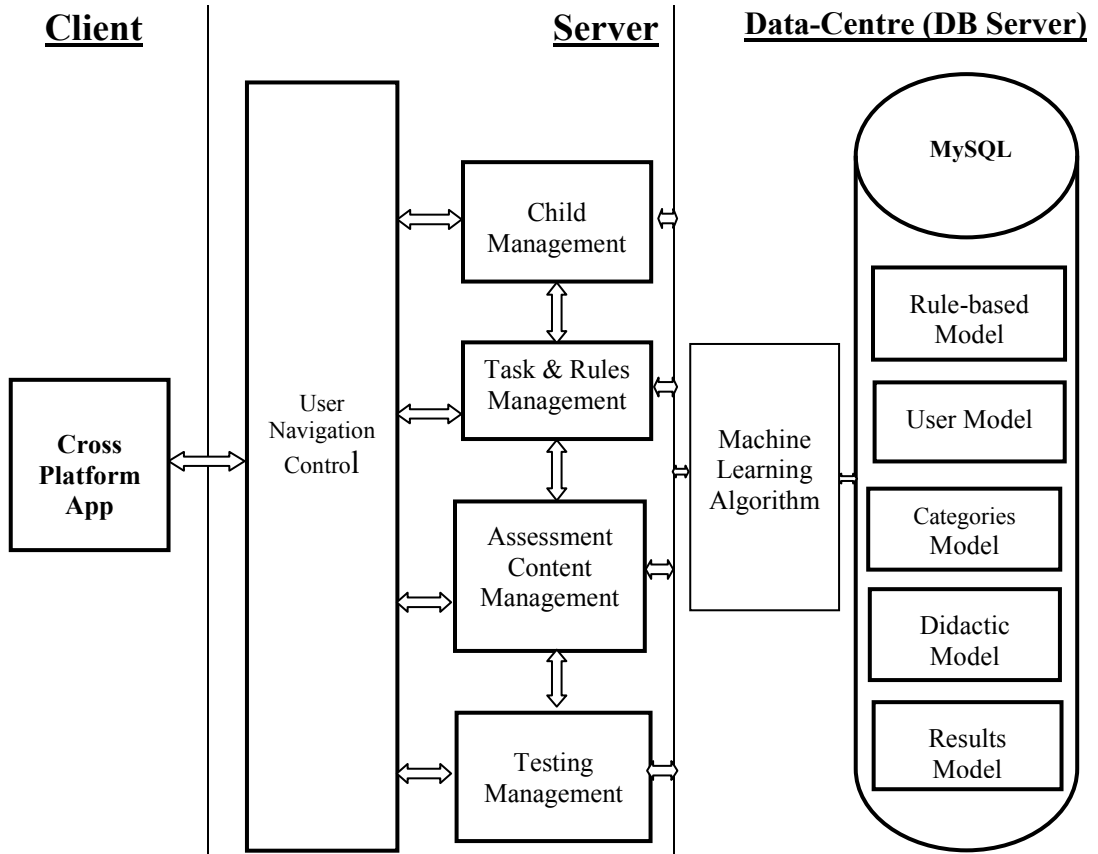 Client
Server
Data-Centre (DB Server)
MySQL
Child
Management
Rule-based
Model
Task & Rules
Management
Cross
Platform
App
User
Navigation
Control
User Model
Machine
Learning
Algorithm
Assessment
Content
Management
Categories
Model
Didactic
Model
Testing
Management
Results
Model